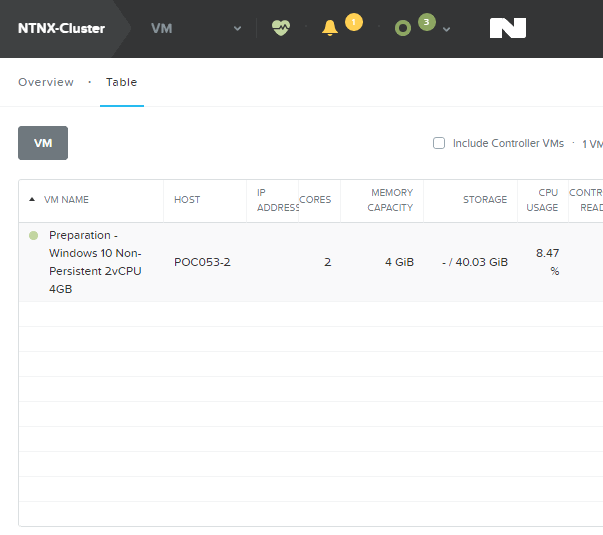 NTNX-Cluster VM 1 3
Overview · Table
VM
Include Controller VMs · 1 VM
VM NAME HOST IP ADDRESS CORES MEMORY CAPACITY STORAGE CPU USAGE CONTR READ
Preparation -
Windows 10 Non-
Persistent 2vCPU
4GB
POC053-2 2 4 GiB - / 40.03 GiB 8.47 %